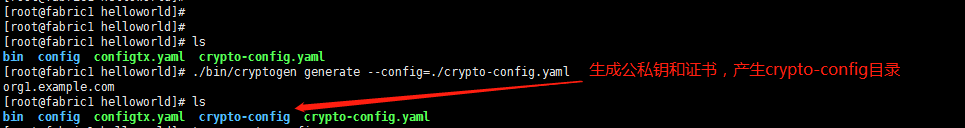 [root@fabric1 helloworld]#
[root@fabric1 helloworld]#
[root@fabric1 helloworld]# ls
bin config configtx.yaml crypto-config.yaml
[root@fabric1 helloworld]# ./bin/cryptogen generate --config=./crypto-config.yaml 生成公私钥和证书，产生crypto-config目录
org1.example.com
[root@fabric1 helloworld]# ls
bin config configtx.yaml crypto-config crypto-config.yaml